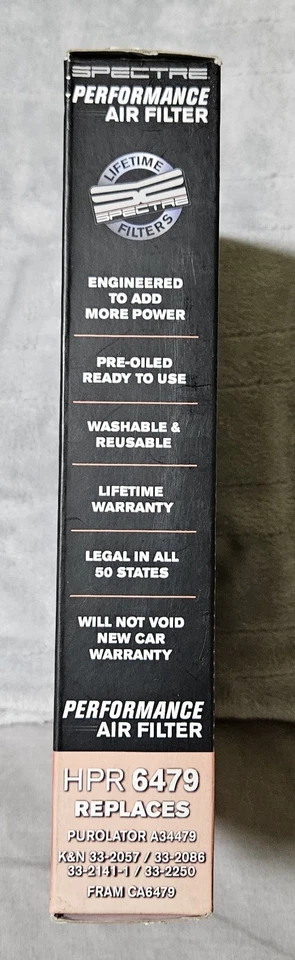 SPECTRE
PERFORMANCE
AIR FILTER
LIFETIME
SPECTRE
FILTERS
ENGINEERED
TO ADD
MORE POWER
PRE-OILED
READY TO USE
WASHABLE &
REUSABLE
LIFETIME
WARRANTY
LEGAL IN ALL
50 STATES
WILL NOT VOID
NEW CAR
WARRANTY
PERFORMANCE
AIR FILTER
HPR 6479
REPLACES
PUROLATOR A34479
K&N 33-2057 / 33-2086
33-2141-1 / 33-2250
FRAM CA6479